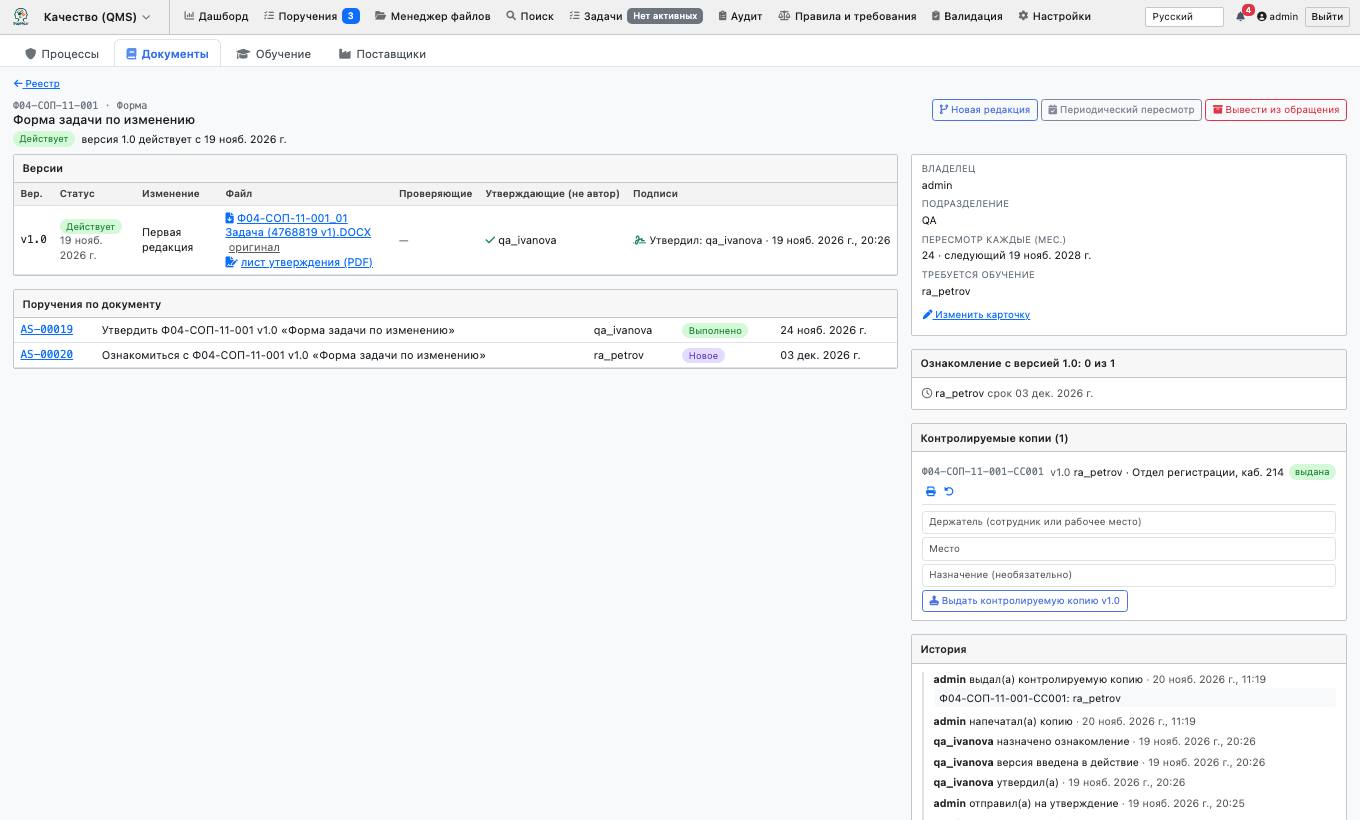 Качество (QMS)
Дашборд
Поручения 3
Менеджер файлов
Поиск
Задачи Нет активных
Аудит
Правила и требования
Валидация
Настройки
Русский
4
admin
Выйти
Процессы
Документы
Обучение
Поставщики
← Реестр
Ф04-СОП-11-001 · Форма
Форма задачи по изменению
Действует версия 1.0 действует с 19 нояб. 2026 г.
Новая редакция
Периодический пересмотр
Вывести из обращения
Версии
Вер. Статус Изменение Файл Проверяющие Утверждающие (не автор) Подписи
v1.0
Действует
19 нояб.
2026 г.
Первая
редакция
Ф04-СОП-11-001_01
Задача (4768819 v1).DOCX
оригинал
лист утверждения (PDF)
—
qa_ivanova
Утвердил: qa_ivanova · 19 нояб. 2026 г., 20:26
Поручения по документу
AS-00019 Утвердить Ф04-СОП-11-001 v1.0 «Форма задачи по изменению» qa_ivanova Выполнено 24 нояб. 2026 г.
AS-00020 Ознакомиться с Ф04-СОП-11-001 v1.0 «Форма задачи по изменению» ra_petrov Новое 03 дек. 2026 г.
ВЛАДЕЛЕЦ
admin
ПОДРАЗДЕЛЕНИЕ
QA
ПЕРЕСМОТР КАЖДЫЕ (МЕС.)
24 · следующий 19 нояб. 2028 г.
ТРЕБУЕТСЯ ОБУЧЕНИЕ
ra_petrov
Изменить карточку
Ознакомление с версией 1.0: 0 из 1
ra_petrov срок 03 дек. 2026 г.
Контролируемые копии (1)
Ф04-СОП-11-001-CC001 v1.0 ra_petrov · Отдел регистрации, каб. 214 выдана
Держатель (сотрудник или рабочее место)
Место
Назначение (необязательно)
Выдать контролируемую копию v1.0
История
admin выдал(а) контролируемую копию · 20 нояб. 2026 г., 11:19
Ф04-СОП-11-001-CC001: ra_petrov
admin напечатал(а) копию · 20 нояб. 2026 г., 11:19
qa_ivanova назначено ознакомление · 19 нояб. 2026 г., 20:26
qa_ivanova версия введена в действие · 19 нояб. 2026 г., 20:26
qa_ivanova утвердил(а) · 19 нояб. 2026 г., 20:26
admin отправил(а) на утверждение · 19 нояб. 2026 г., 20:25